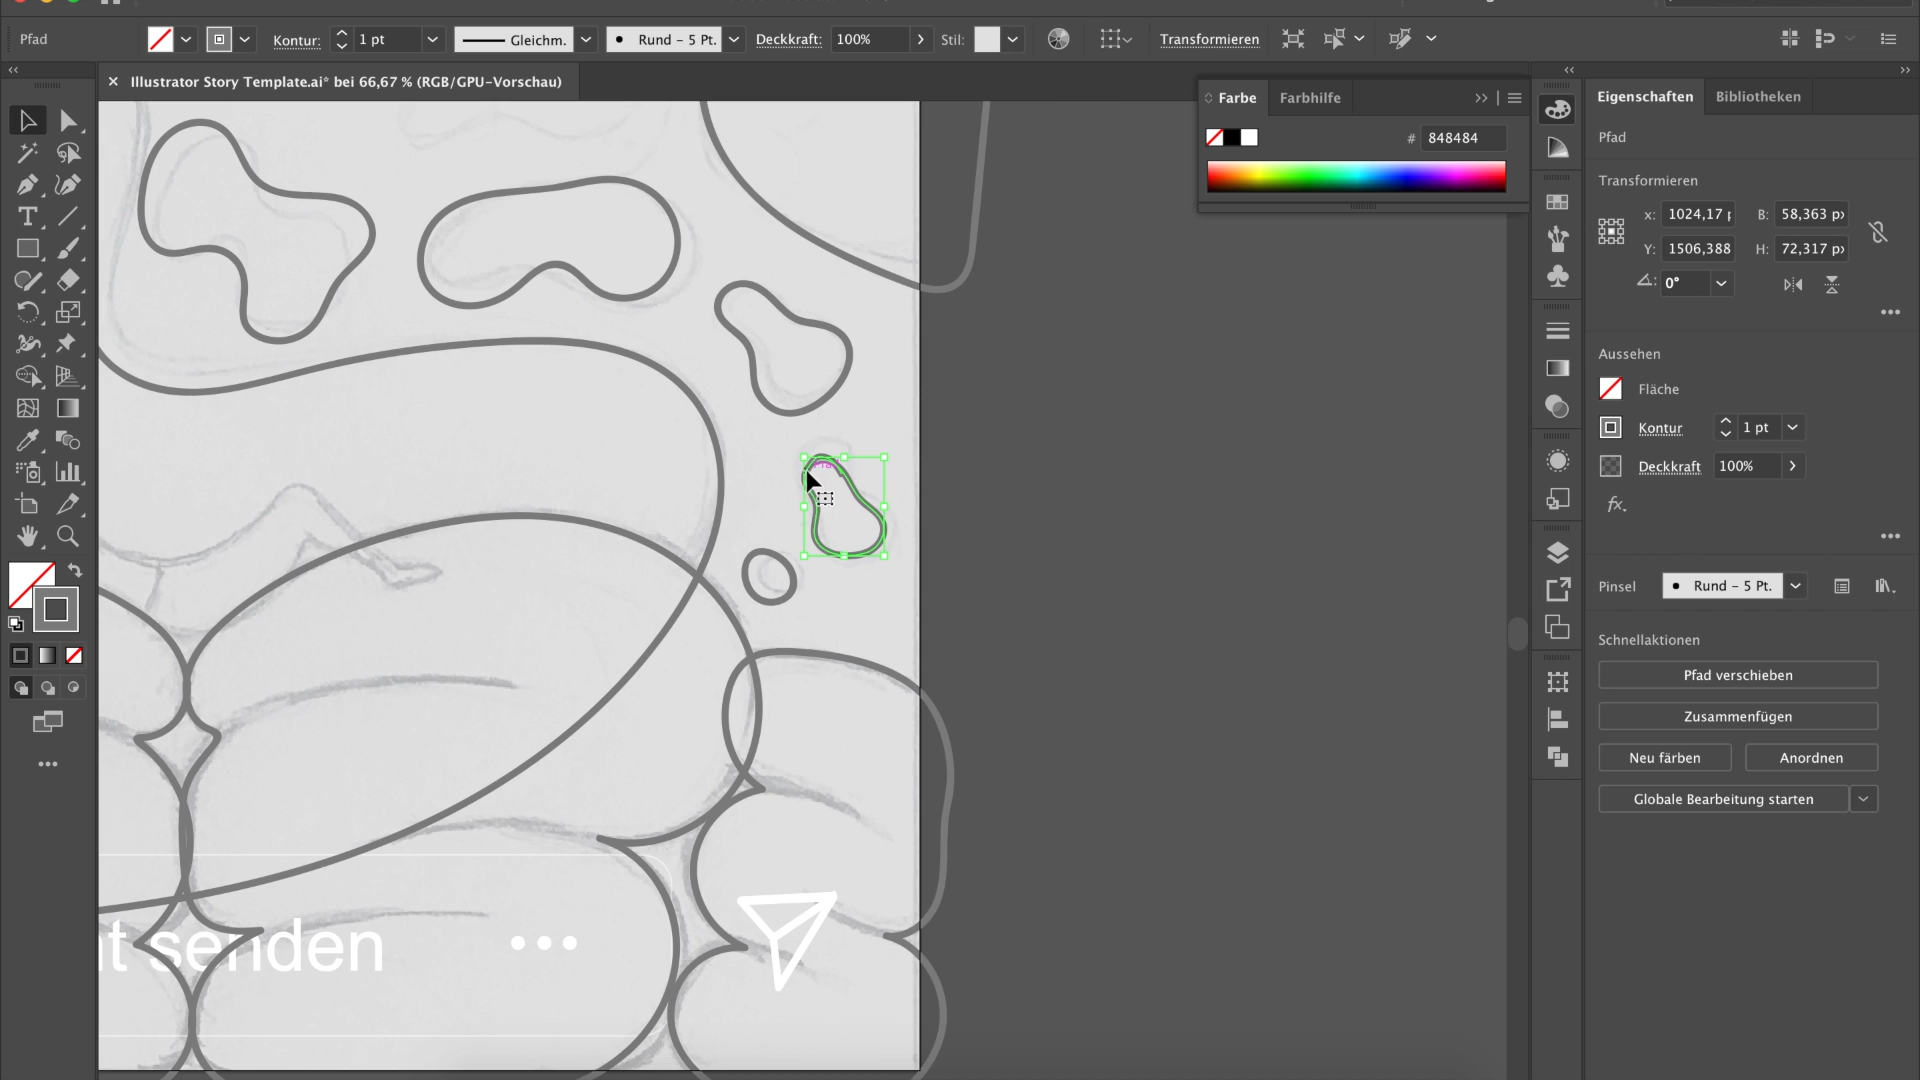 Pfad
Kontur:
1 pt
Gleichm.
Rund - 5 Pt.
Deckkraft:
100%
Stil:
Transformieren
Illustrator Story Template.ai* bei 66,67 % (RGB/GPU-Vorschau)
Farbe
Farbhilfe
# 848484
Eigenschaften
Bibliotheken
Pfad
Transformieren
x: 1024,17
B: 58,363 px
Y: 1506,388
H: 72,317 px
0°
Aussehen
Fläche
Kontur
1 pt
Deckkraft
100%
fx.
Pinsel
Rund - 5 Pt.
Schnellaktionen
Pfad verschieben
Zusammenfügen
Neu färben
Anordnen
Globale Bearbeitung starten
senden